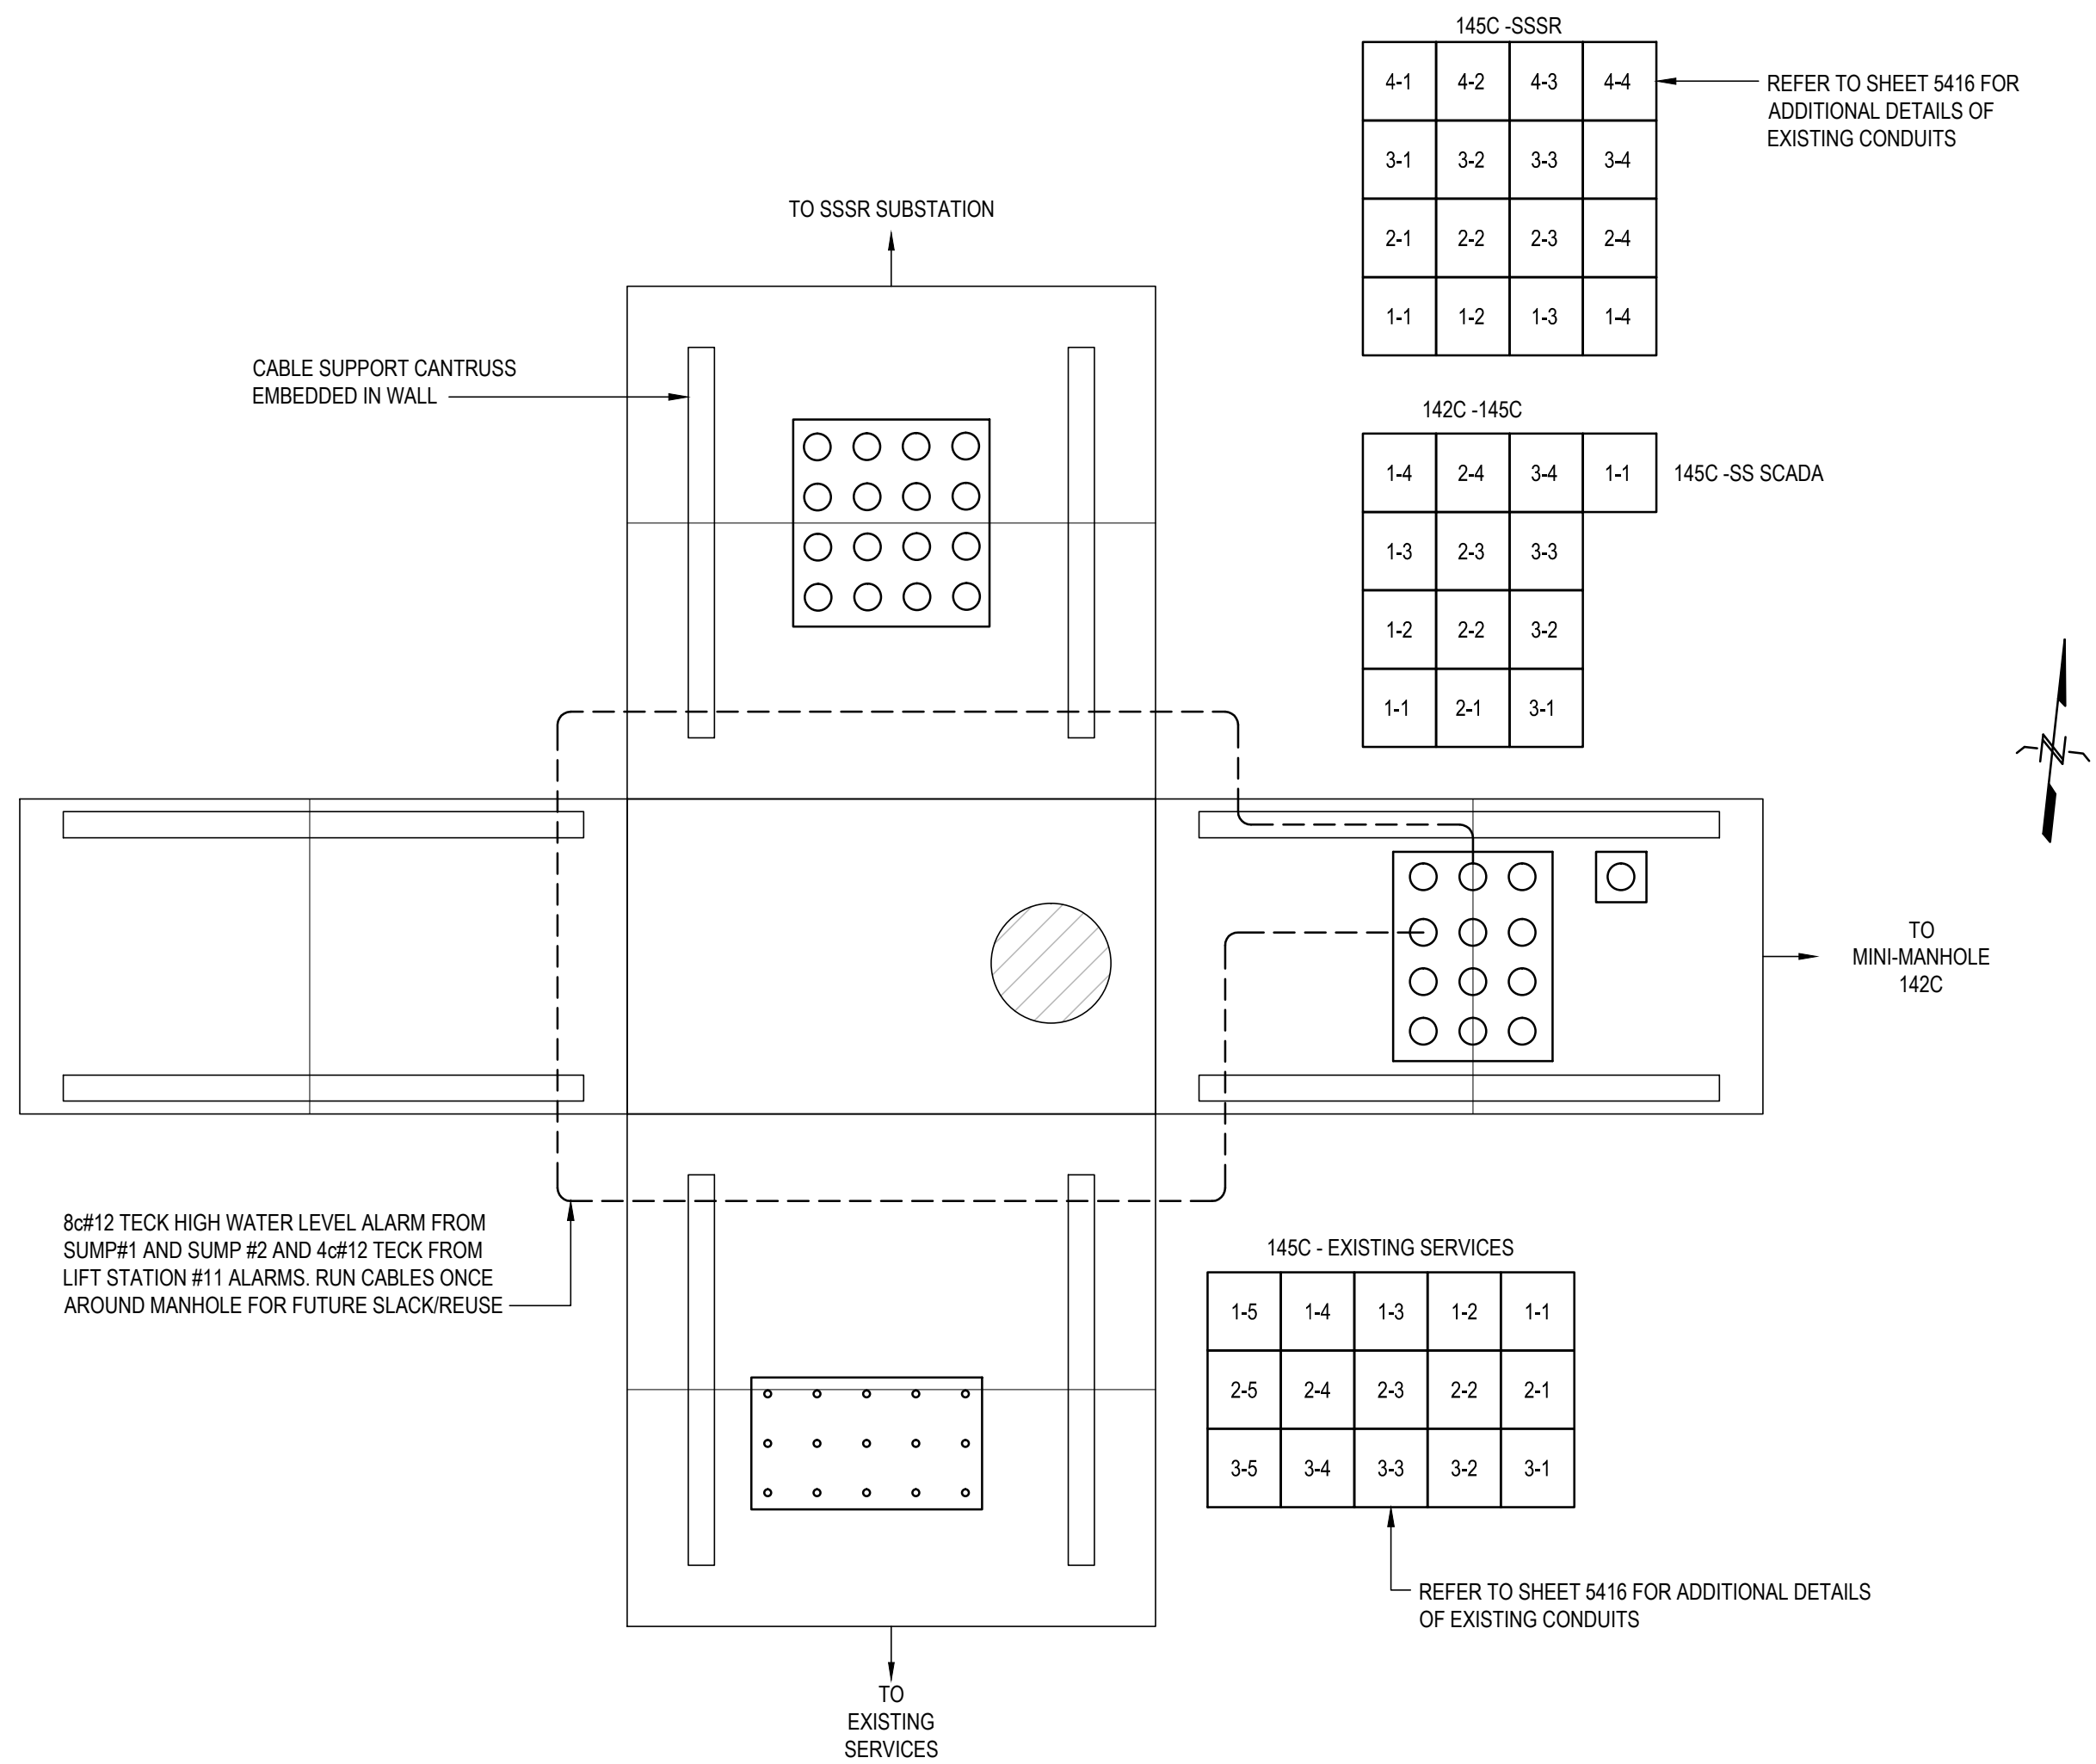 145C -SSSR
4-1 4-2 4-3 4-4
3-1 3-2 3-3 3-4
2-1 2-2 2-3 2-4
1-1 1-2 1-3 1-4
REFER TO SHEET 5416 FOR
ADDITIONAL DETAILS OF
EXISTING CONDUITS
TO SSSR SUBSTATION
CABLE SUPPORT CANTRUSS
EMBEDDED IN WALL
142C -145C
1-4 2-4 3-4 1-1 145C -SS SCADA
1-3 2-3 3-3
1-2 2-2 3-2
1-1 2-1 3-1
N
TO
MINI-MANHOLE
142C
8c#12 TECK HIGH WATER LEVEL ALARM FROM
SUMP#1 AND SUMP #2 AND 4c#12 TECK FROM
LIFT STATION #11 ALARMS. RUN CABLES ONCE
AROUND MANHOLE FOR FUTURE SLACK/REUSE
145C - EXISTING SERVICES
1-5 1-4 1-3 1-2 1-1
2-5 2-4 2-3 2-2 2-1
3-5 3-4 3-3 3-2 3-1
REFER TO SHEET 5416 FOR ADDITIONAL DETAILS
OF EXISTING CONDUITS
TO
EXISTING
SERVICES